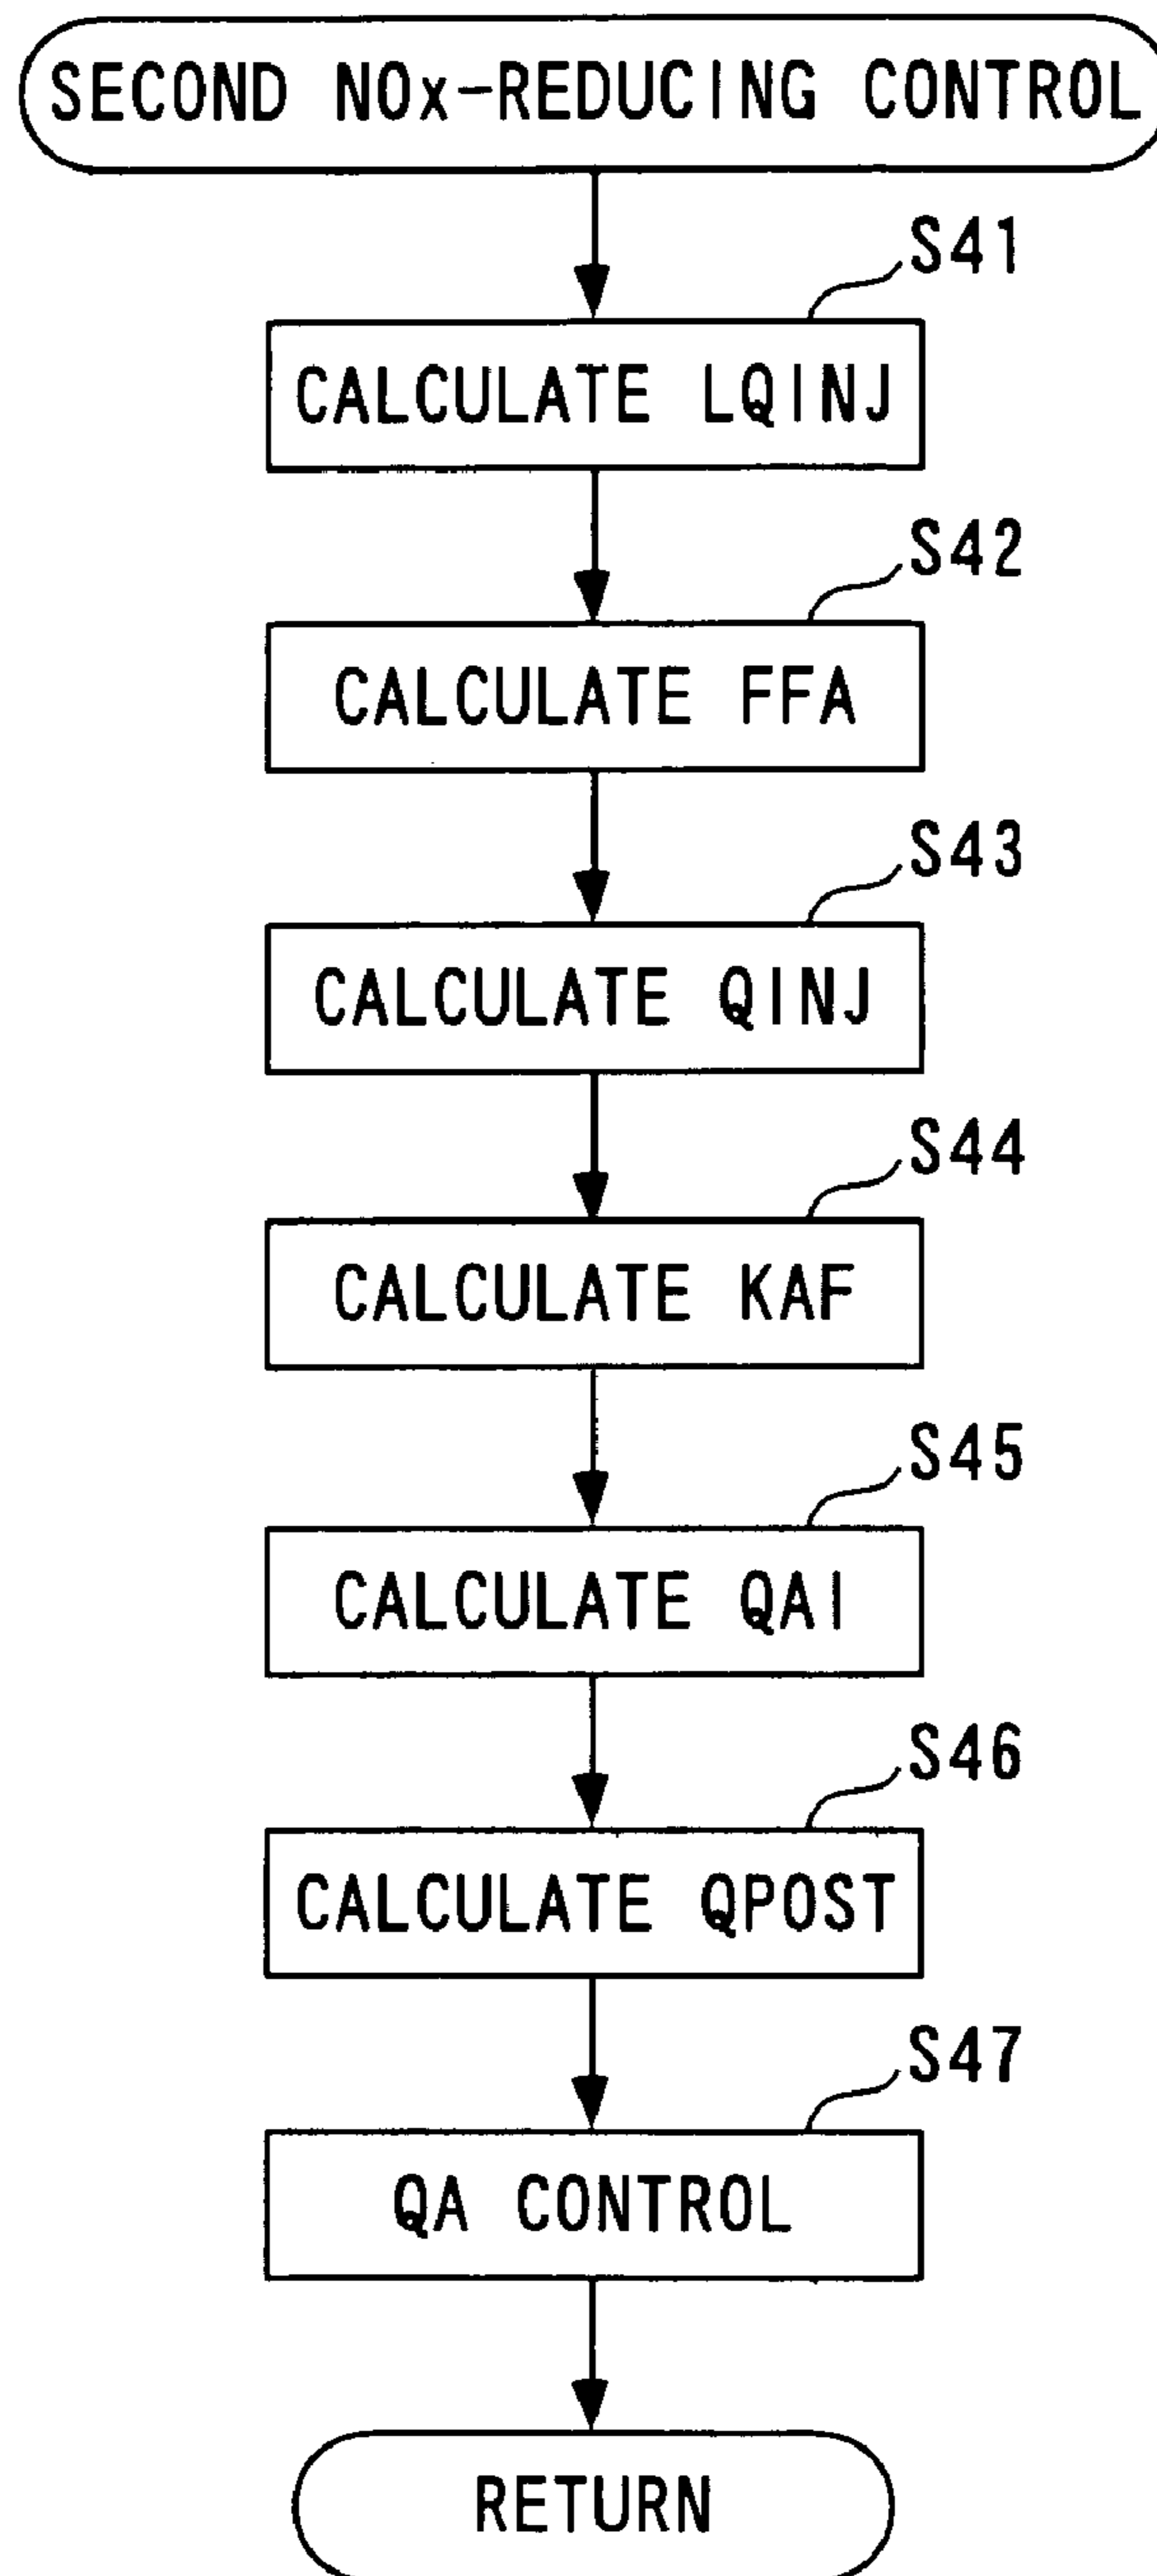 SECOND NOx-REDUCING CONTROL
S41
CALCULATE LQINJ
S42
CALCULATE FFA
S43
CALCULATE QINJ
S44
CALCULATE KAF
S45
CALCULATE QAI
S46
CALCULATE QPOST
S47
QA CONTROL
RETURN